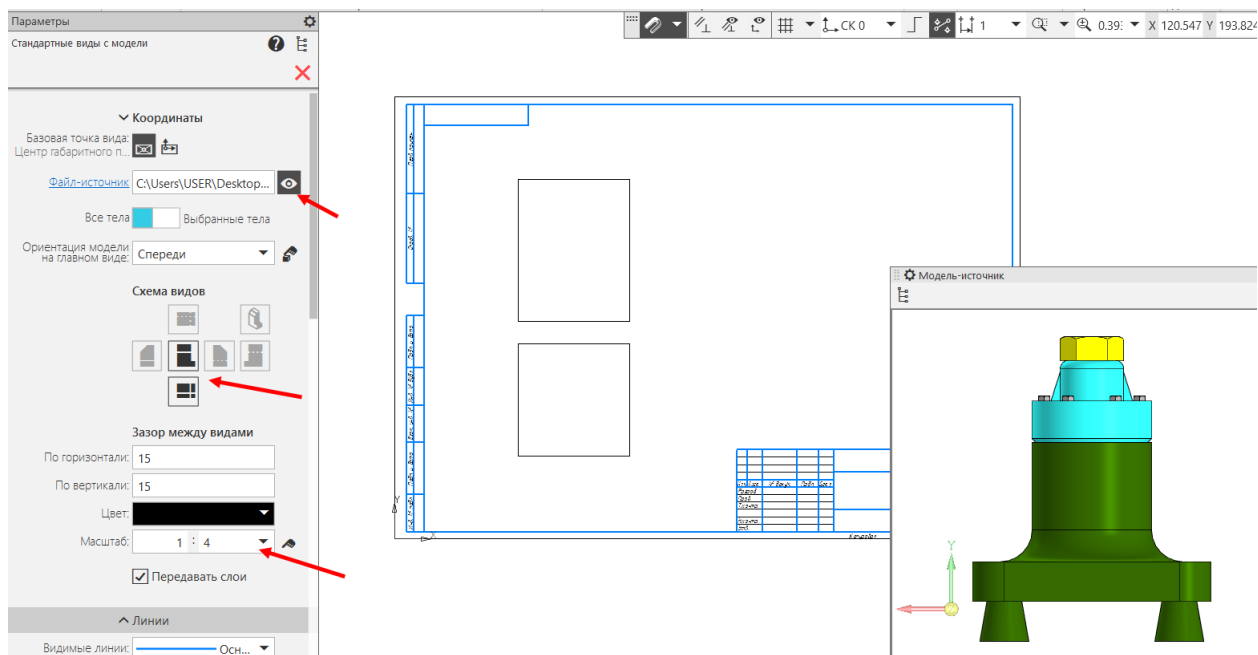 Параметры
Стандартные виды с модели
Координаты
Базовая точка вида:
Центр габаритного п...
Файл-источник C:\Users\USER\Desktop...
Все тела Выбранные тела
Ориентация модели
на главном виде: Спереди
Схема видов
Зазор между видами
По горизонтали: 15
По вертикали: 15
Цвет:
Масштаб: 1 : 4
Передавать слои
Линии
Видимые линии: Осн...
СК 0 1 0.39: X 120.547 Y 193.824
Модель-источник
Y
X
Y